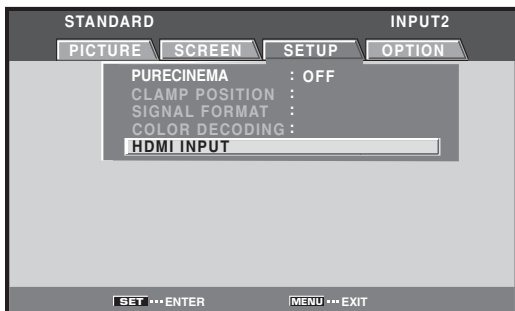 STANDARD INPUT2
PICTURE SCREEN SETUP OPTION
PURECINEMA : OFF
CLAMP POSITION :
SIGNAL FORMAT :
COLOR DECODING :
HDMI INPUT
SET ••• ENTER MENU ••• EXIT